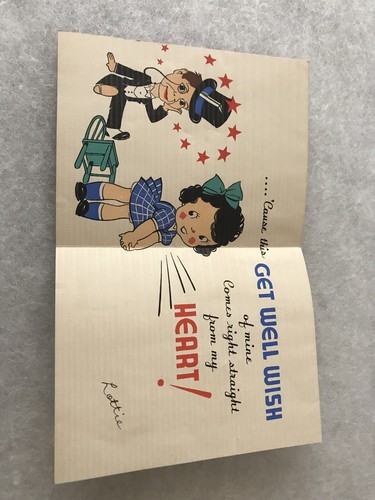 ....'Cause this
GET WELL WISH
of mine
Comes right straight
from my
HEART!
Lottie